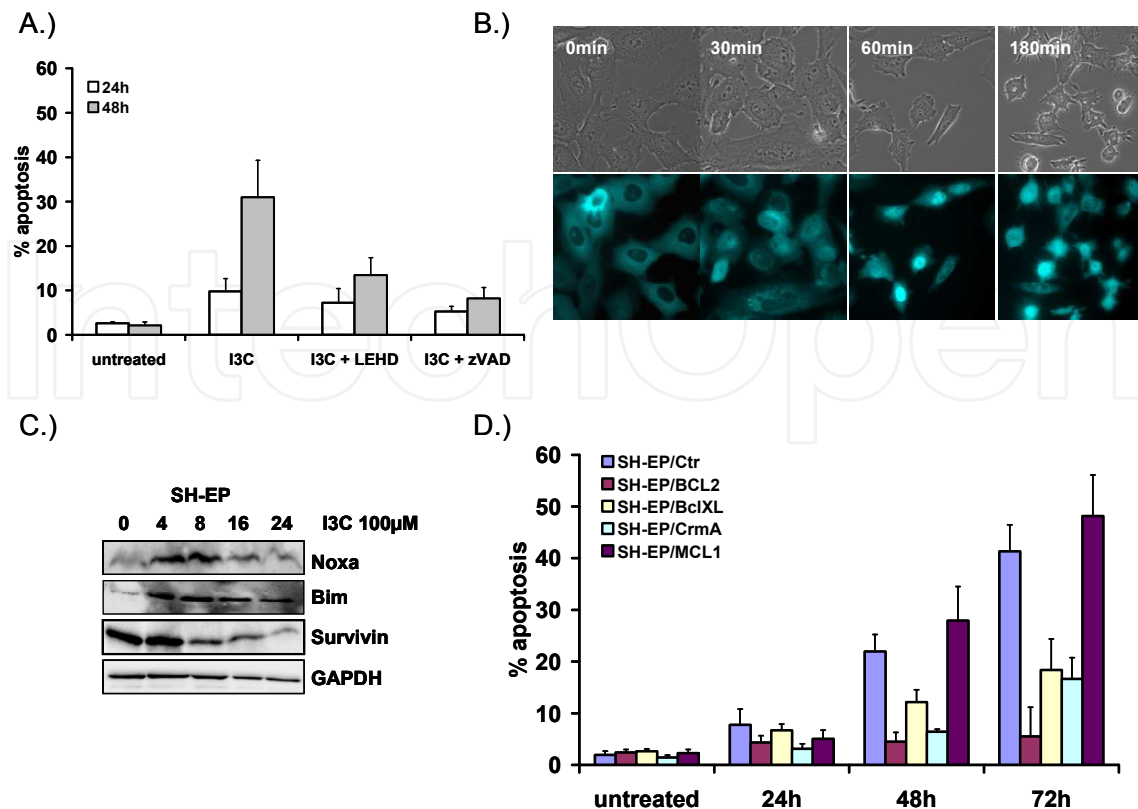 A.)
60
50
40
30
20
10
0
% apoptosis
24h
48h
untreated
I3C
I3C + LEHD
I3C + zVAD
B.)
0min
30min
60min
180min
IntechOpen
C.)
SH-EP
0 4 8 16 24 I3C 100µM
Noxa
Bim
Survivin
GAPDH
D.)
60
50
40
30
20
10
0
% apoptosis
SH-EP/Ctr
SH-EP/BCL2
SH-EP/BclXL
SH-EP/CrmA
SH-EP/MCL1
untreated
24h
48h
72h